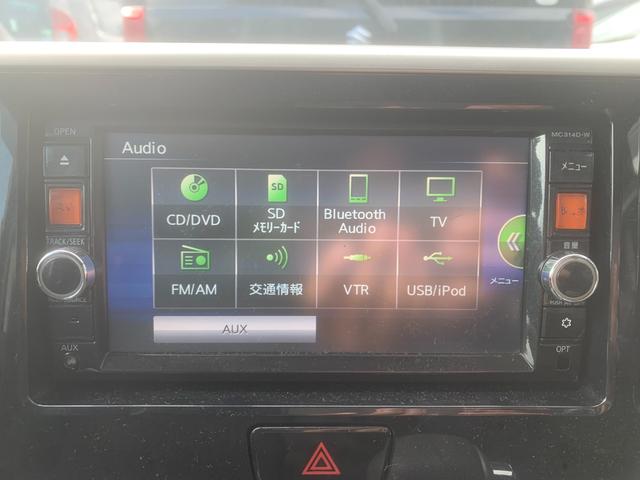 OPEN
MC314D-W
Audio
メニュー
CD/DVD
SD
SD
メモリーカード
Bluetooth
Audio
TV
TRACK/SEEK
音量
メニュー
FM/AM
交通情報
VTR
USB/iPod
AUX
AUX
OPT